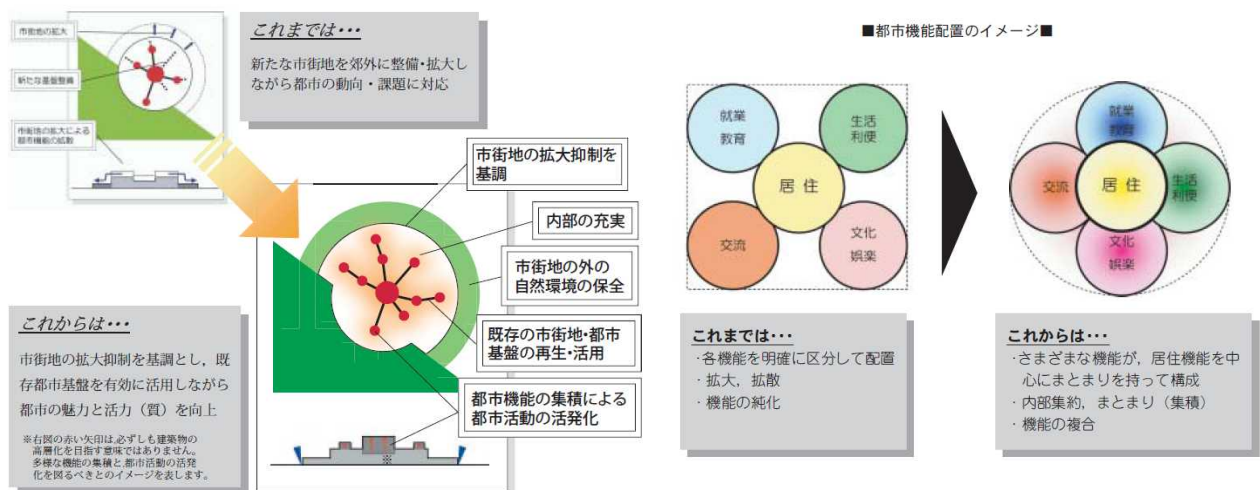 市街地の拡大
新たな基盤整備
市街地の拡大による
都市機能の拡散
これまでは･･･
新たな市街地を郊外に整備･拡大し
ながら都市の動向・課題に対応
市街地の拡大抑制を
基調
内部の充実
市街地の外の
自然環境の保全
既存の市街地･都市
基盤の再生･活用
都市機能の集積による
都市活動の活発化
これからは･･･
市街地の拡大抑制を基調とし，既
存都市基盤を有効に活用しながら
都市の魅力と活力（質）を向上
※右図の赤い矢印は,必ずしも建築物の
高層化を目指す意味ではありません。
多様な機能の集積と,都市活動の活発
化を図るべきとのイメージを表します。
■都市機能配置のイメージ■
就業
教育
生活
利便
居 住
交流
文化
娯楽
これまでは･･･
･各機能を明確に区分して配置
･拡大，拡散
･機能の純化
就業
教育
交流
居 住
生活
利便
文化
娯楽
これからは･･･
･さまざまな機能が，居住機能を中
心にまとまりを持って構成
･内部集約，まとまり（集積）
･機能の複合